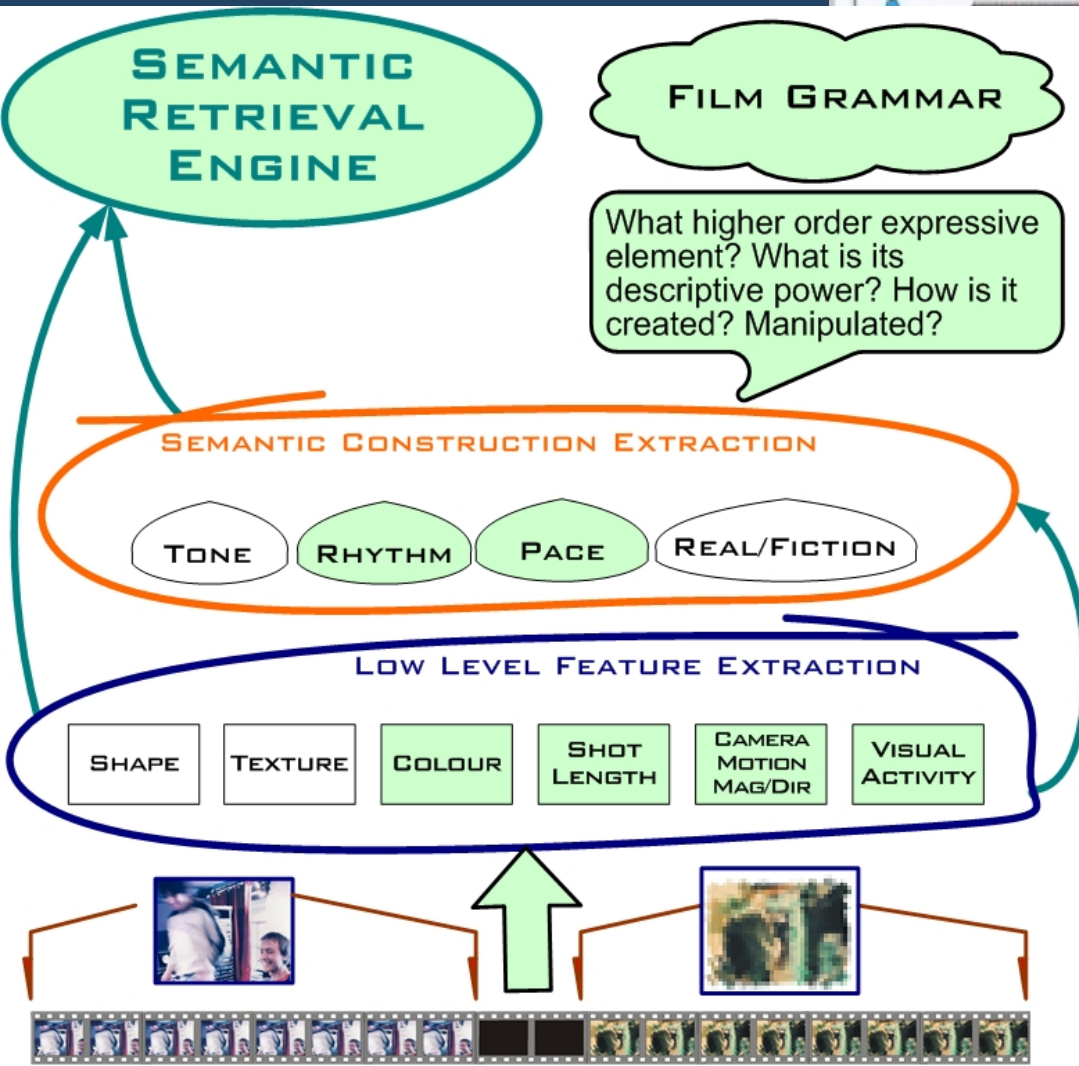 SEMANTIC
RETRIEVAL
ENGINE
FILM GRAMMAR
What higher order expressive
element? What is its
descriptive power? How is it
created? Manipulated?
SEMANTIC CONSTRUCTION EXTRACTION
TONE
RHYTHM
PACE
REAL/FICTION
LOW LEVEL FEATURE EXTRACTION
SHAPE
TEXTURE
COLOUR
SHOT
LENGTH
CAMERA
MOTION
MAG/DIR
VISUAL
ACTIVITY